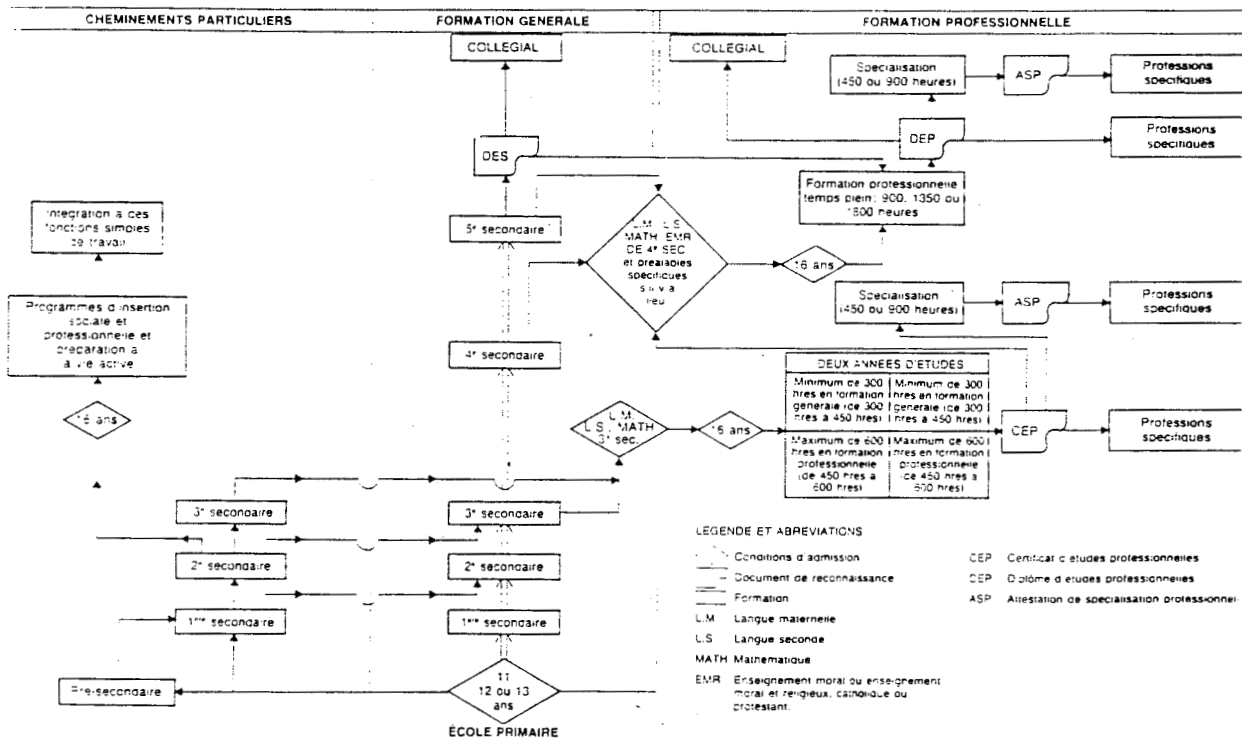 CHEMINEMENTS PARTICULIERS
FORMATION GENERALE
FORMATION PROFESSIONNELLE
COLLEGIAL
COLLEGIAL
Specialisation
(450 ou 900 heures)
ASP
Professions
specifiques
DES
DEP
Professions
specifiques
Formation professionnelle
temps plein: 900, 1350 ou
1800 heures
Integration a des
fonctions simples
de travail
5e secondaire
L.M. L.S.
MATH. EMR
DE 4e SEC
et prealables
specifiques
s'il y a
lieu
16 ans
Specialisation
(450 ou 900 heures)
ASP
Professions
specifiques
Programmes d'insertion
sociale et
professionnelle et
preparation a
la vie active
4e secondaire
DEUX ANNEES D'ETUDES
Minimum de 300
hres en formation
generale (de 300
hres a 450 hres)
Minimum de 300
hres en formation
generale (de 300
hres a 450 hres)
Maximum de 600
hres en formation
professionnelle
(de 450 hres a
600 hres)
Maximum de 600
hres en formation
professionnelle
(de 450 hres a
600 hres)
16 ans
L.M.
L.S., MATH
3e sec.
15 ans
CEP
Professions
specifiques
3e secondaire
3e secondaire
2e secondaire
2e secondaire
1ere secondaire
1ere secondaire
Pre-secondaire
11
12 ou 13
ans
ÉCOLE PRIMAIRE
LEGENDE ET ABREVIATIONS
Conditions d'admission
Document de reconnaissance
Formation
L.M. Langue maternelle
L.S. Langue seconde
MATH Mathematique
EMR Enseignement moral ou enseignement
moral et religieux, catholique ou
protestant.
CEP Certificat d'etudes professionnelles
CEP Diplôme d'etudes professionnelles
ASP Attestation de specialisation